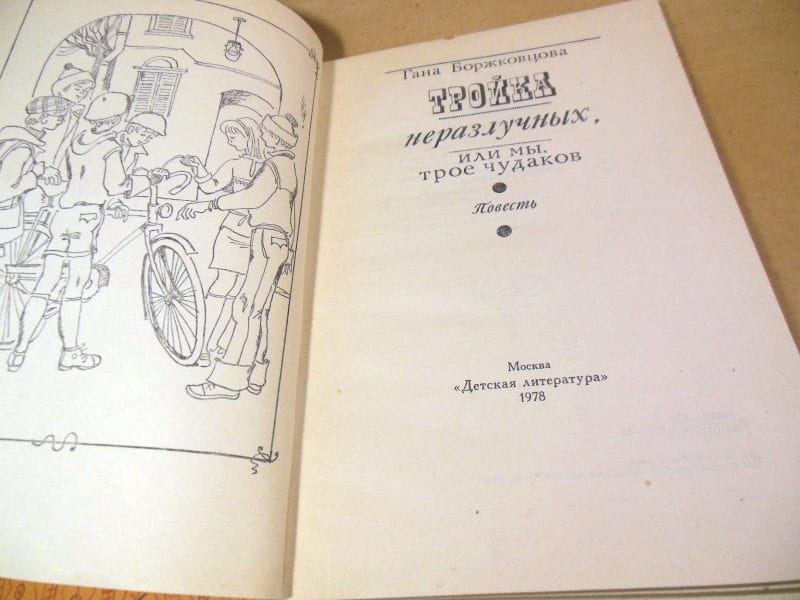 Гана Боржковцова
ТРОЙКА
неразлучных,
или мы,
трое чудаков
Повесть
Москва
«Детская литература»
1978